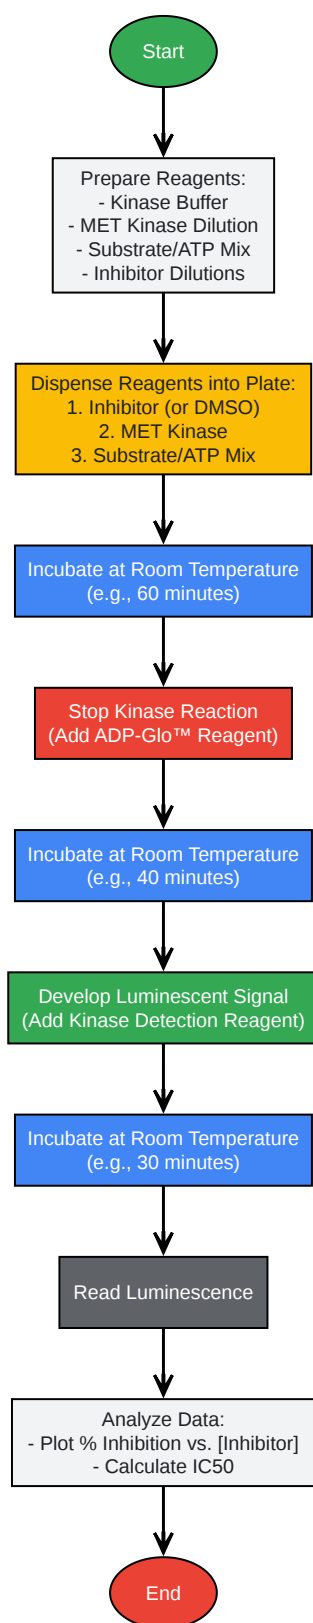 Start
Prepare Reagents:
- Kinase Buffer
- MET Kinase Dilution
- Substrate/ATP Mix
- Inhibitor Dilutions
Dispense Reagents into Plate:
1. Inhibitor (or DMSO)
2. MET Kinase
3. Substrate/ATP Mix
Incubate at Room Temperature
(e.g., 60 minutes)
Stop Kinase Reaction
(Add ADP-Glo™ Reagent)
Incubate at Room Temperature
(e.g., 40 minutes)
Develop Luminescent Signal
(Add Kinase Detection Reagent)
Incubate at Room Temperature
(e.g., 30 minutes)
Read Luminescence
Analyze Data:
- Plot % Inhibition vs. [Inhibitor]
- Calculate IC50
End